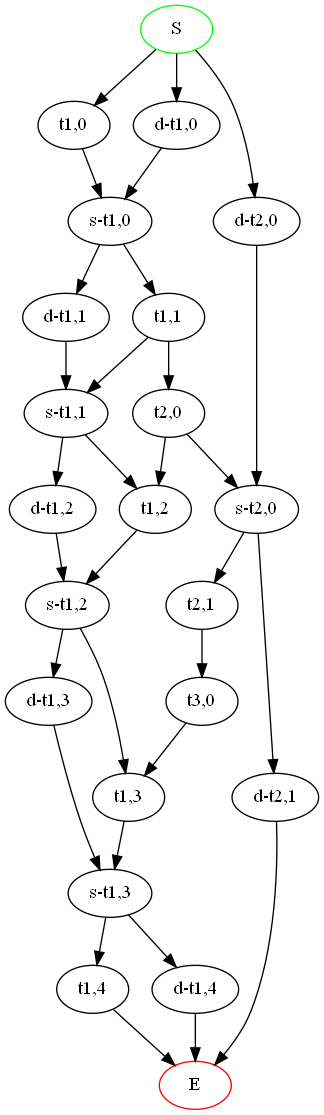 S
t1,0
d-t1,0
s-t1,0
d-t2,0
d-t1,1
t1,1
s-t1,1
t2,0
d-t1,2
t1,2
s-t2,0
s-t1,2
t2,1
d-t1,3
t3,0
t1,3
d-t2,1
s-t1,3
t1,4
d-t1,4
E